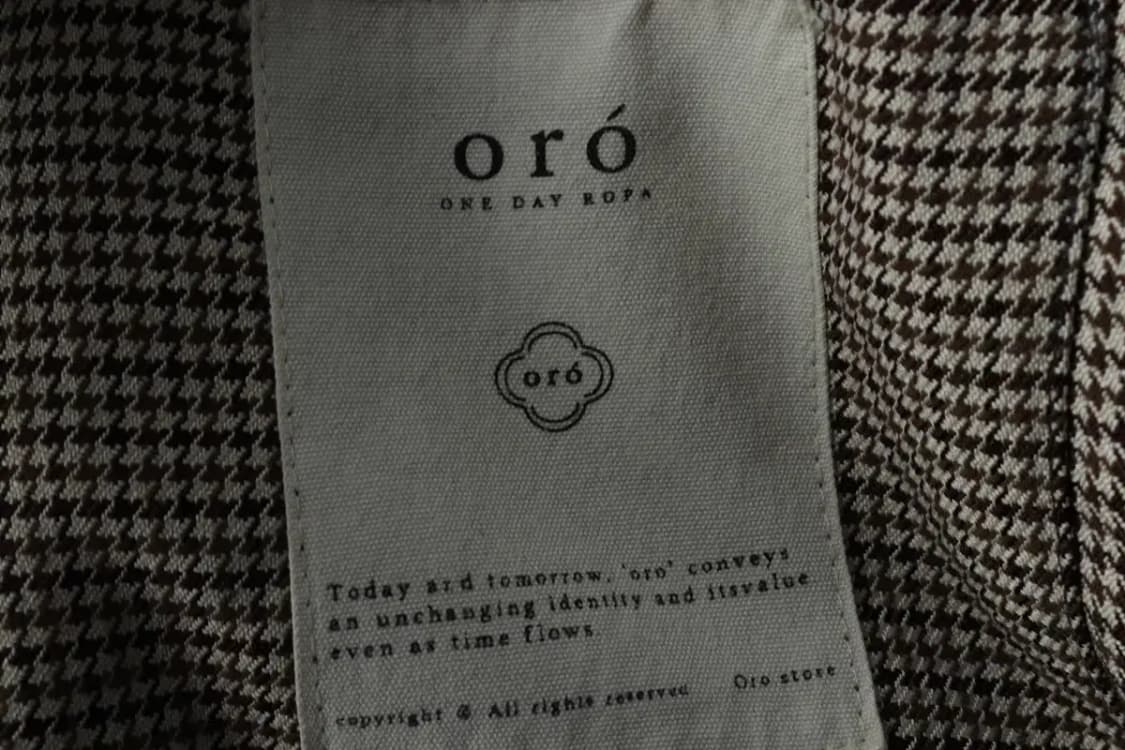 oró
ONE DAY ROPA
oró
Today and tomorrow, 'oro' conveys
an unchanging identity and itsvalue
even as time flows.
copyright © All rights reserved Oro store